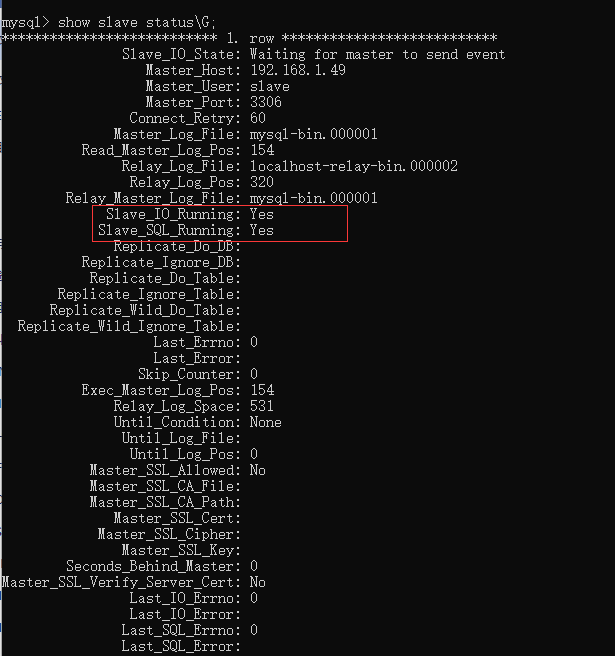 mysql> show slave status\G;
*************************** 1. row ***************************
Slave_IO_State: Waiting for master to send event
Master_Host: 192.168.1.49
Master_User: slave
Master_Port: 3306
Connect_Retry: 60
Master_Log_File: mysql-bin.000001
Read_Master_Log_Pos: 154
Relay_Log_File: localhost-relay-bin.000002
Relay_Log_Pos: 320
Relay_Master_Log_File: mysql-bin.000001
Slave_IO_Running: Yes
Slave_SQL_Running: Yes
Replicate_Do_DB:
Replicate_Ignore_DB:
Replicate_Do_Table:
Replicate_Ignore_Table:
Replicate_Wild_Do_Table:
Replicate_Wild_Ignore_Table:
Last_Errno: 0
Last_Error:
Skip_Counter: 0
Exec_Master_Log_Pos: 154
Relay_Log_Space: 531
Until_Condition: None
Until_Log_File:
Until_Log_Pos: 0
Master_SSL_Allowed: No
Master_SSL_CA_File:
Master_SSL_CA_Path:
Master_SSL_Cert:
Master_SSL_Cipher:
Master_SSL_Key:
Seconds_Behind_Master: 0
Master_SSL_Verify_Server_Cert: No
Last_IO_Errno: 0
Last_IO_Error:
Last_SQL_Errno: 0
Last_SQL_Error: